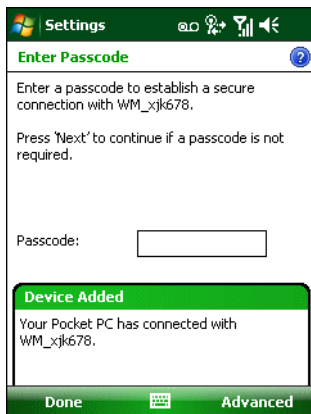 Settings
Enter Passcode
?
Enter a passcode to establish a secure
connection with WM_xjk678.
Press 'Next' to continue if a passcode is not
required.
Passcode:
Device Added
Your Pocket PC has connected with
WM_xjk678.
Done Advanced